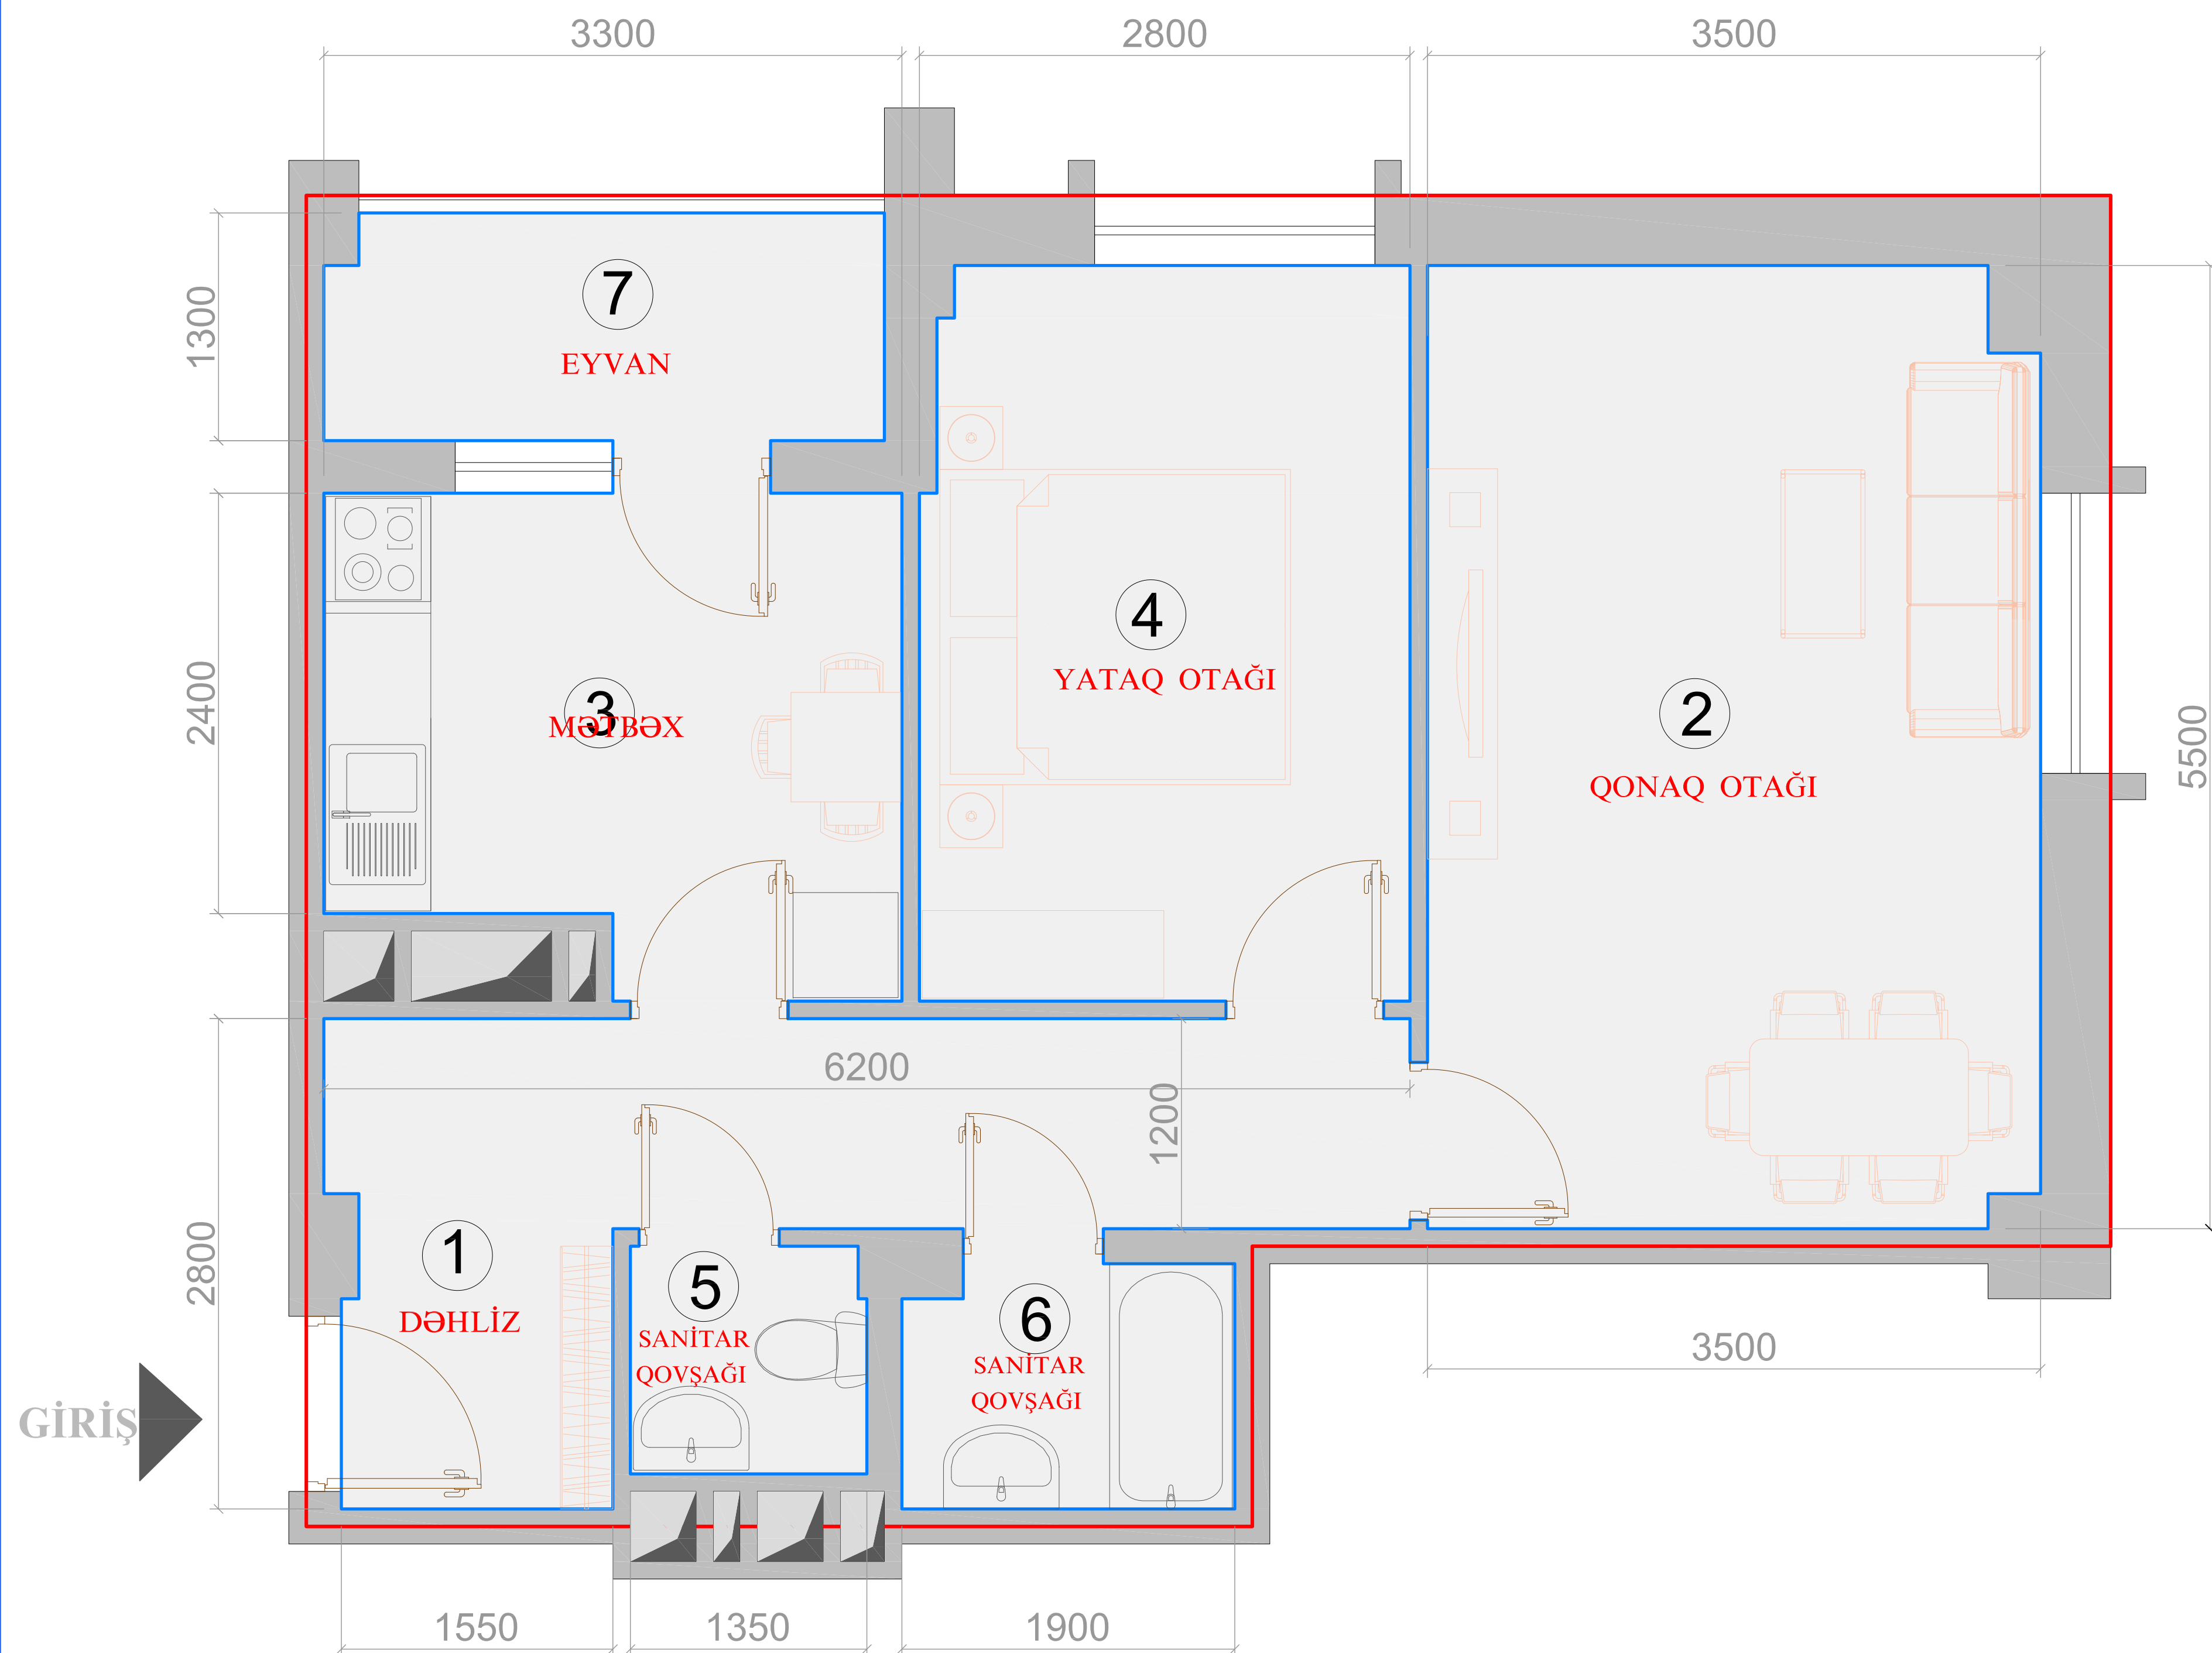 3300
2800
3500
7
EYVAN
1300
4
YATAQ OTAĞI
3
MƏTBƏX
2400
2
QONAQ OTAĞI
5500
6200
1200
1
DƏHLİZ
2800
5
SANİTAR
QOVŞAĞI
6
SANİTAR
QOVŞAĞI
3500
GİRİŞ
1550
1350
1900